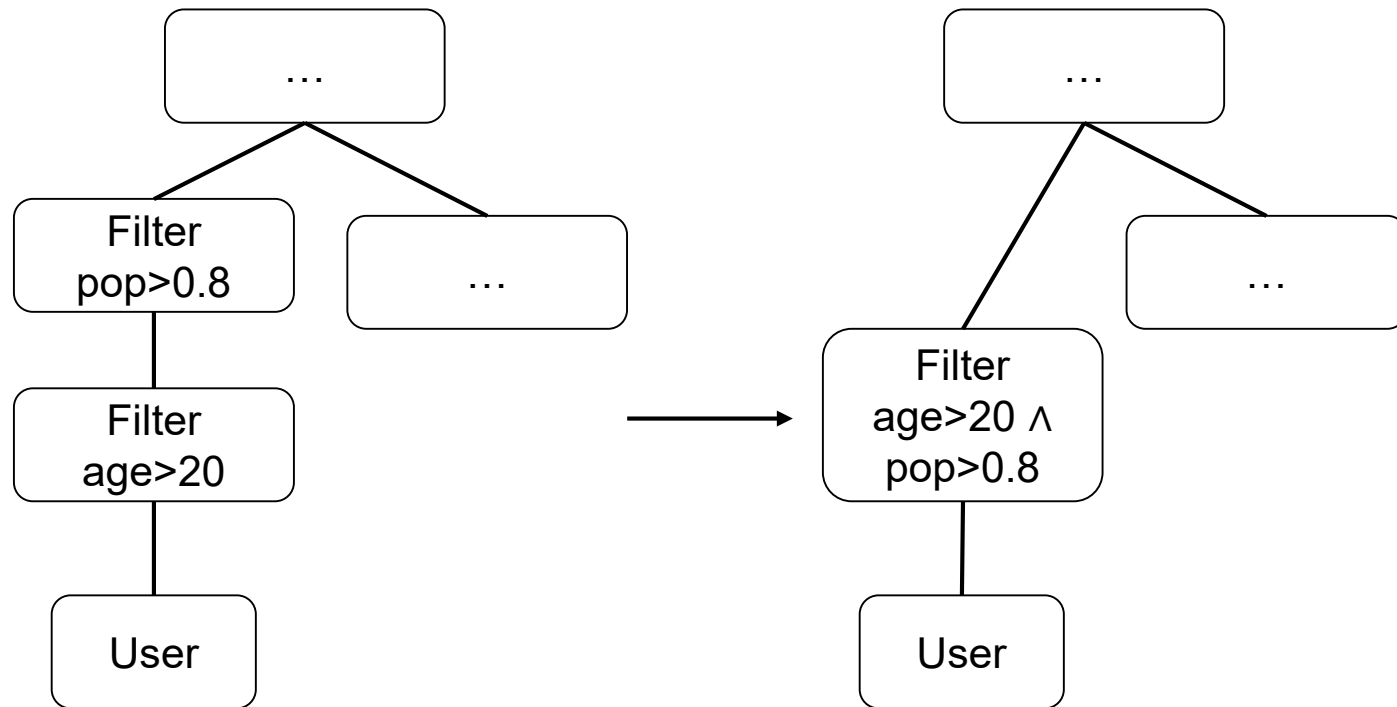 …
Filter
pop>0.8
…
Filter
age>20
User
…
…
Filter
age>20 ∧
pop>0.8
User